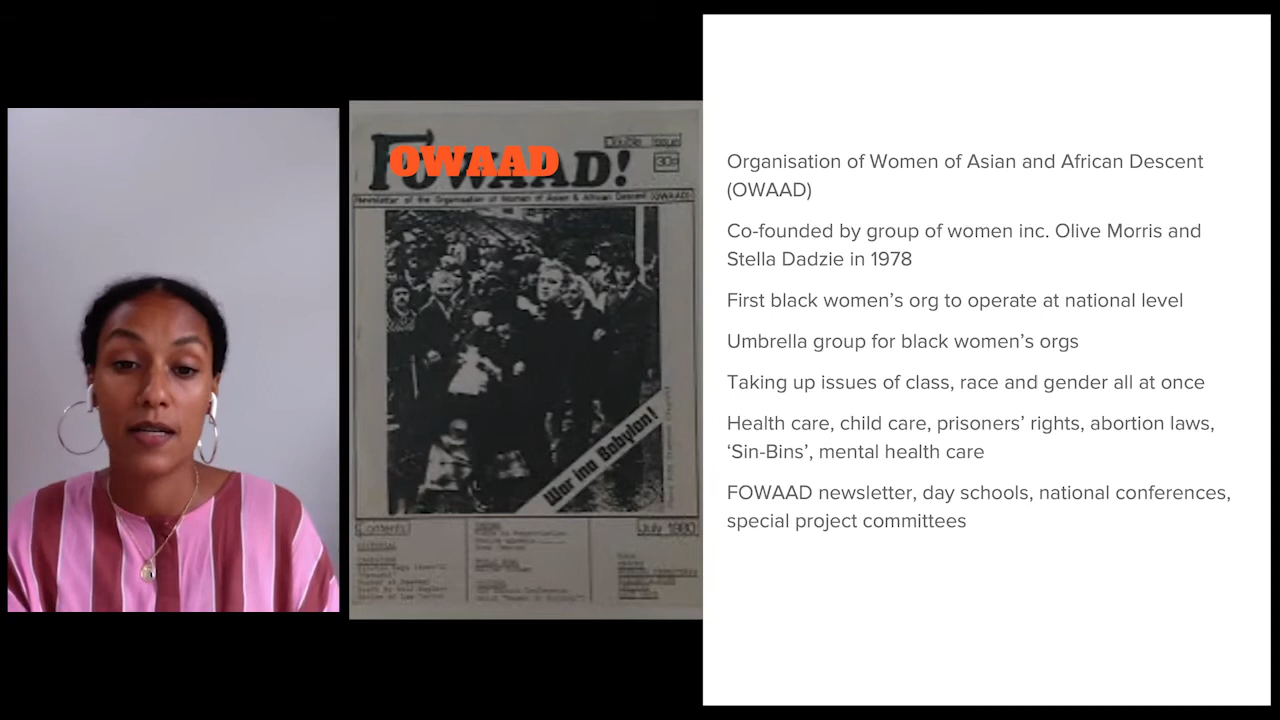 OWAAD
FOWAAD!
Double Issue
30p
Newsletter of the Organisation of Women of Asian & African Descent (OWAAD)
War ina Babylon!
Contents
July 1980
Organisation of Women of Asian and African Descent
(OWAAD)
Co-founded by group of women inc. Olive Morris and
Stella Dadzie in 1978
First black women’s org to operate at national level
Umbrella group for black women’s orgs
Taking up issues of class, race and gender all at once
Health care, child care, prisoners’ rights, abortion laws,
‘Sin-Bins’, mental health care
FOWAAD newsletter, day schools, national conferences,
special project committees